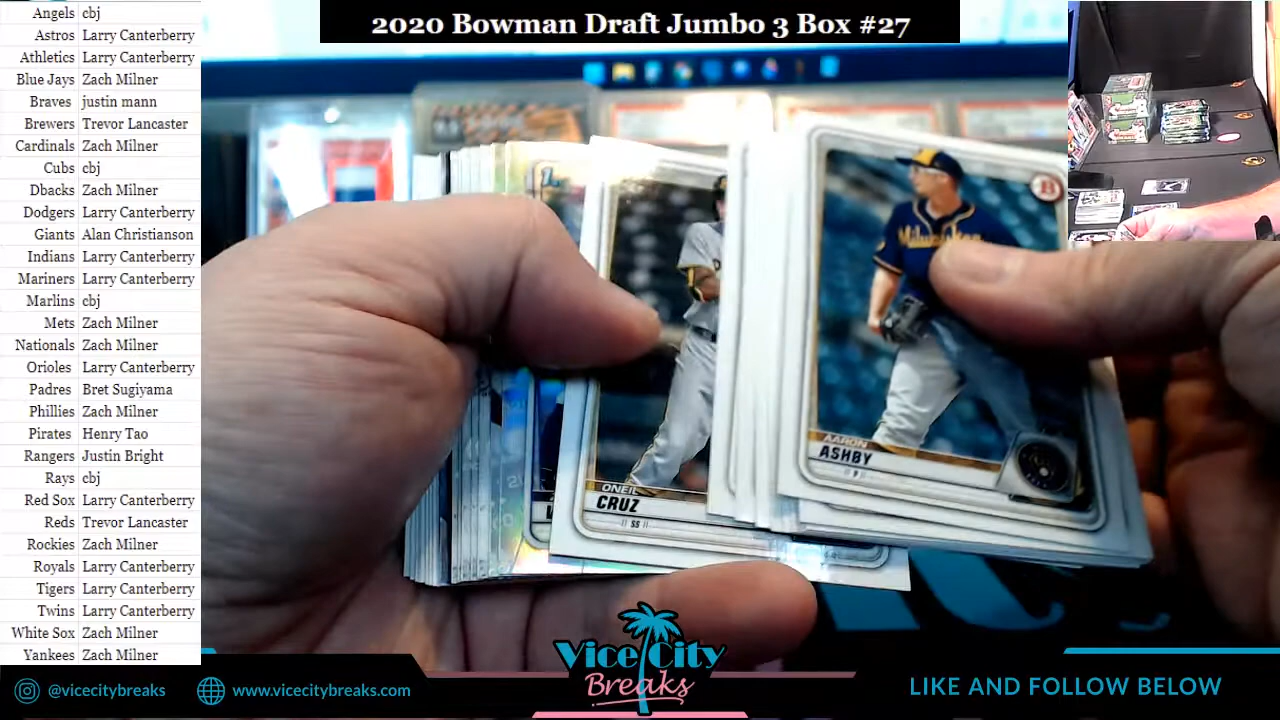 2020 Bowman Draft Jumbo 3 Box #27
Angels cbj
Astros Larry Canterberry
Athletics Larry Canterberry
Blue Jays Zach Milner
Braves justin mann
Brewers Trevor Lancaster
Cardinals Zach Milner
Cubs cbj
Dbacks Zach Milner
Dodgers Larry Canterberry
Giants Alan Christianson
Indians Larry Canterberry
Mariners Larry Canterberry
Marlins cbj
Mets Zach Milner
Nationals Zach Milner
Orioles Larry Canterberry
Padres Bret Sugiyama
Phillies Zach Milner
Pirates Henry Tao
Rangers Justin Bright
Rays cbj
Red Sox Larry Canterberry
Reds Trevor Lancaster
Rockies Zach Milner
Royals Larry Canterberry
Tigers Larry Canterberry
Twins Larry Canterberry
White Sox Zach Milner
Yankees Zach Milner
B
Milwaukee
AARON
ASHBY
P
ONEIL
CRUZ
SS
Vice City
Breaks
@vicecitybreaks
www.vicecitybreaks.com
LIKE AND FOLLOW BELOW